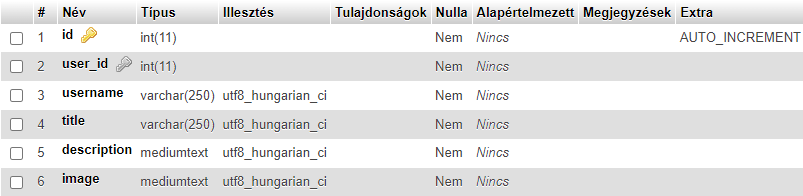 # Név Típus Illesztés Tulajdonságok Nulla Alapértelmezett Megjegyzések Extra
1 id int(11) Nem Nincs AUTO_INCREMENT
2 user_id int(11) Nem Nincs
3 username varchar(250) utf8_hungarian_ci Nem Nincs
4 title varchar(250) utf8_hungarian_ci Nem Nincs
5 description mediumtext utf8_hungarian_ci Nem Nincs
6 image mediumtext utf8_hungarian_ci Nem Nincs